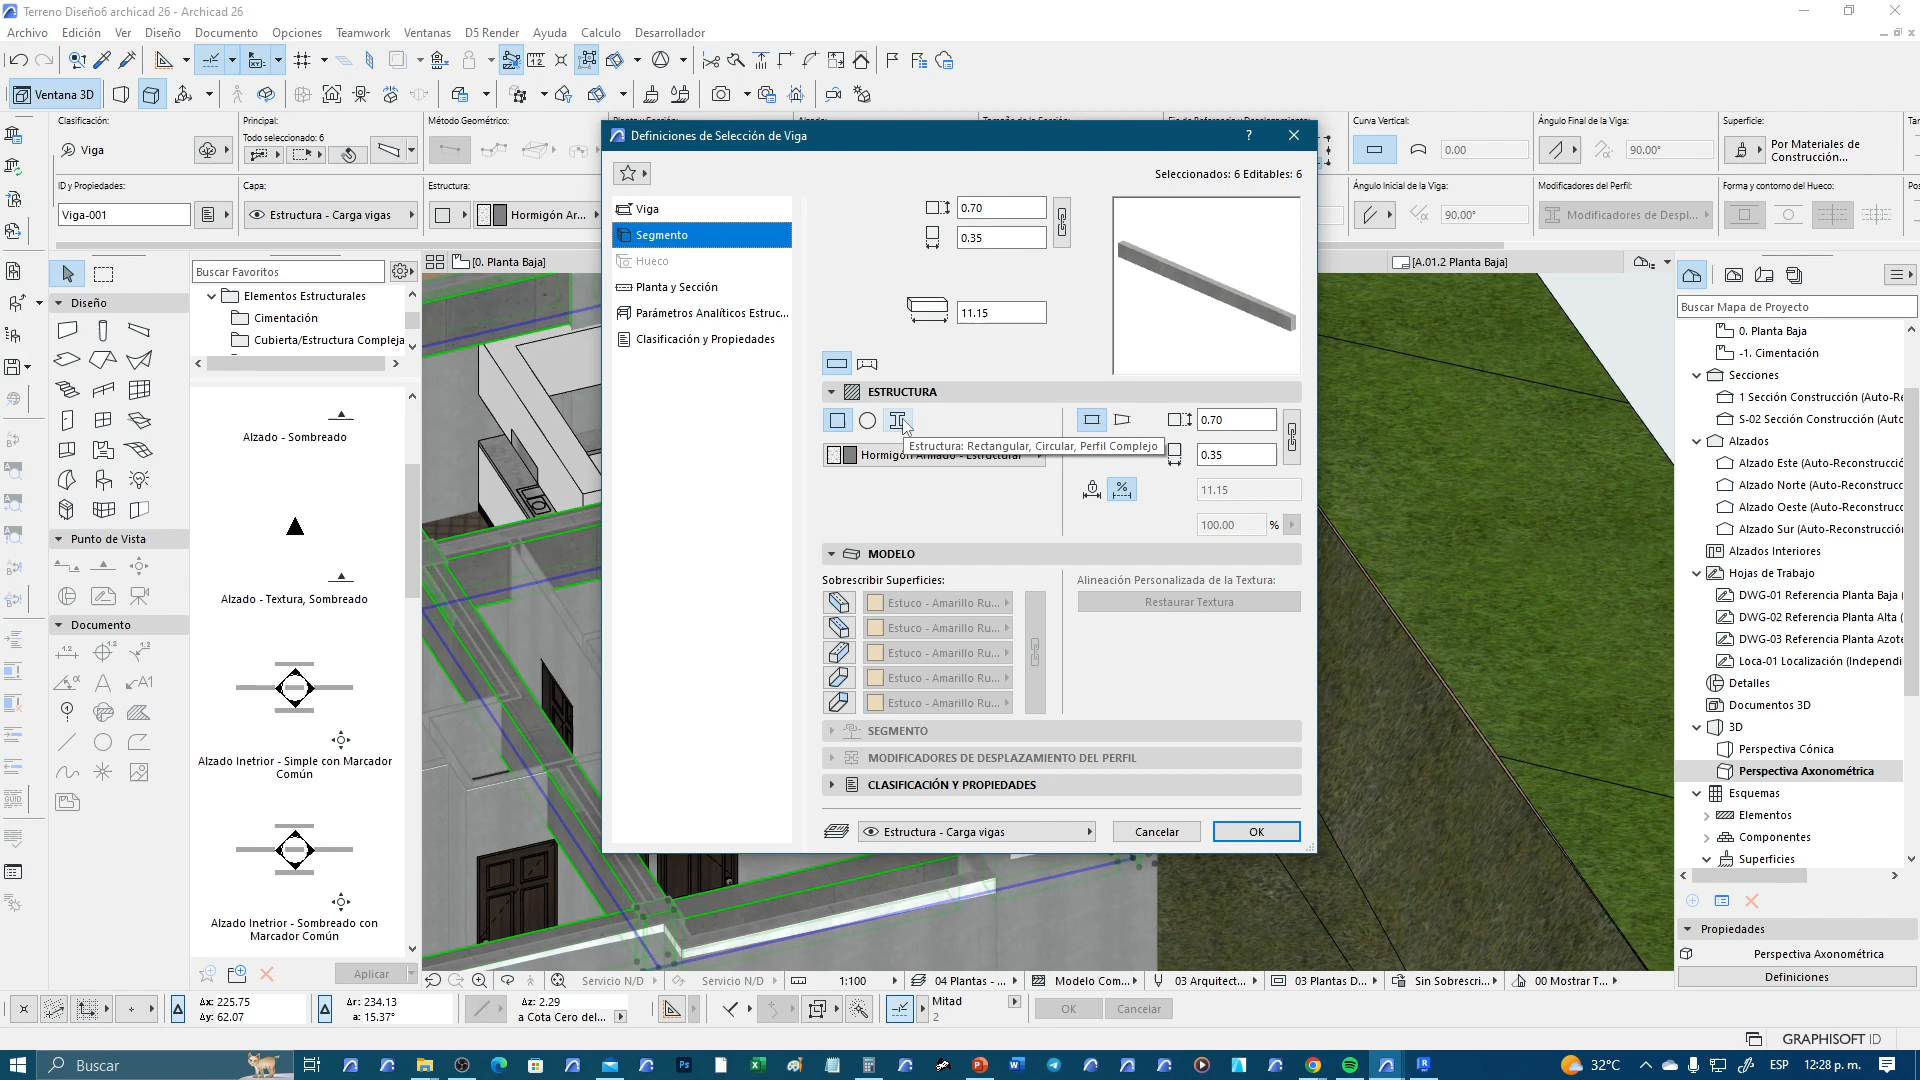 Terreno Diseño6 archicad 26 - Archicad 26
Archivo Edición Ver Diseño Documento Opciones Teamwork Ventanas D5 Render Ayuda Calculo Desarrollador
Ventana 3D
Clasificación:
Viga
Principal:
Todo seleccionado: 6
Método Geométrico:
Curva Vertical:
0.00
Ángulo Final de la Viga:
90.00°
Superficie:
Por Materiales de
Construcción...
ID y Propiedades:
Viga-001
Capa:
Estructura - Carga vigas
Estructura:
Hormigón Ar...
Ángulo Inicial de la Viga:
90.00°
Modificadores del Perfil:
Modificadores de Despl...
Forma y contorno del Hueco:
Definiciones de Selección de Viga
?
Seleccionados: 6 Editables: 6
Viga
Segmento
Hueco
Planta y Sección
Parámetros Analíticos Estruc...
Clasificación y Propiedades
0.70
0.35
11.15
ESTRUCTURA
0.70
Estructura: Rectangular, Circular, Perfil Complejo
0.35
11.15
100.00 %
MODELO
Sobrescribir Superficies:
Alineación Personalizada de la Textura:
Estuco - Amarillo Ru...
Restaurar Textura
Estuco - Amarillo Ru...
Estuco - Amarillo Ru...
Estuco - Amarillo Ru...
Estuco - Amarillo Ru...
SEGMENTO
MODIFICADORES DE DESPLAZAMIENTO DEL PERFIL
CLASIFICACIÓN Y PROPIEDADES
Estructura - Carga vigas
Cancelar
OK
[0. Planta Baja]
[A.01.2 Planta Baja]
Diseño
Punto de Vista
Documento
Buscar Favoritos
Elementos Estructurales
Cimentación
Cubierta/Estructura Compleja
Alzado - Sombreado
Alzado - Textura, Sombreado
Alzado Inetrior - Simple con Marcador
Común
Alzado Inetrior - Sombreado con
Marcador Común
Aplicar
Buscar Mapa de Proyecto
0. Planta Baja
-1. Cimentación
Secciones
1 Sección Construcción (Auto-Re
S-02 Sección Construcción (Aut
Alzados
Alzado Este (Auto-Reconstrucció
Alzado Norte (Auto-Reconstrucc
Alzado Oeste (Auto-Reconstrucc
Alzado Sur (Auto-Reconstrucció
Alzados Interiores
Hojas de Trabajo
DWG-01 Referencia Planta Baja (
DWG-02 Referencia Planta Alta (
DWG-03 Referencia Planta Azote
Loca-01 Localización (Independi
Detalles
Documentos 3D
3D
Perspectiva Cónica
Perspectiva Axonométrica
Esquemas
Elementos
Componentes
Superficies
Propiedades
Perspectiva Axonométrica
Definiciones
Servicio N/D
Servicio N/D
1:100
04 Plantas - ...
Modelo Com...
03 Arquitect...
03 Plantas D...
Sin Sobrescri...
00 Mostrar T...
Δx: 225.75
Δy: 62.07
Δr: 234.13
a: 15.37°
Δz: 2.29
a Cota Cero del...
Mitad
2
OK
Cancelar
GRAPHISOFT ID
Buscar
32°C
ESP
12:28 p. m.